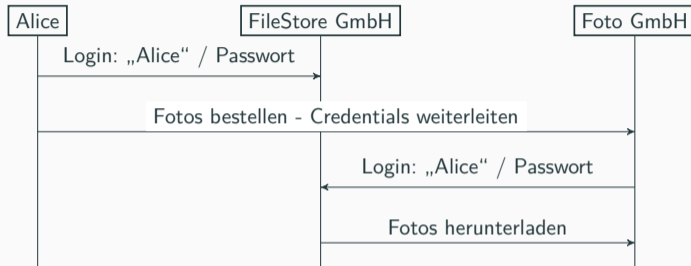 Alice
FileStore GmbH
Foto GmbH
Login: „Alice“ / Passwort
Fotos bestellen - Credentials weiterleiten
Login: „Alice“ / Passwort
Fotos herunterladen